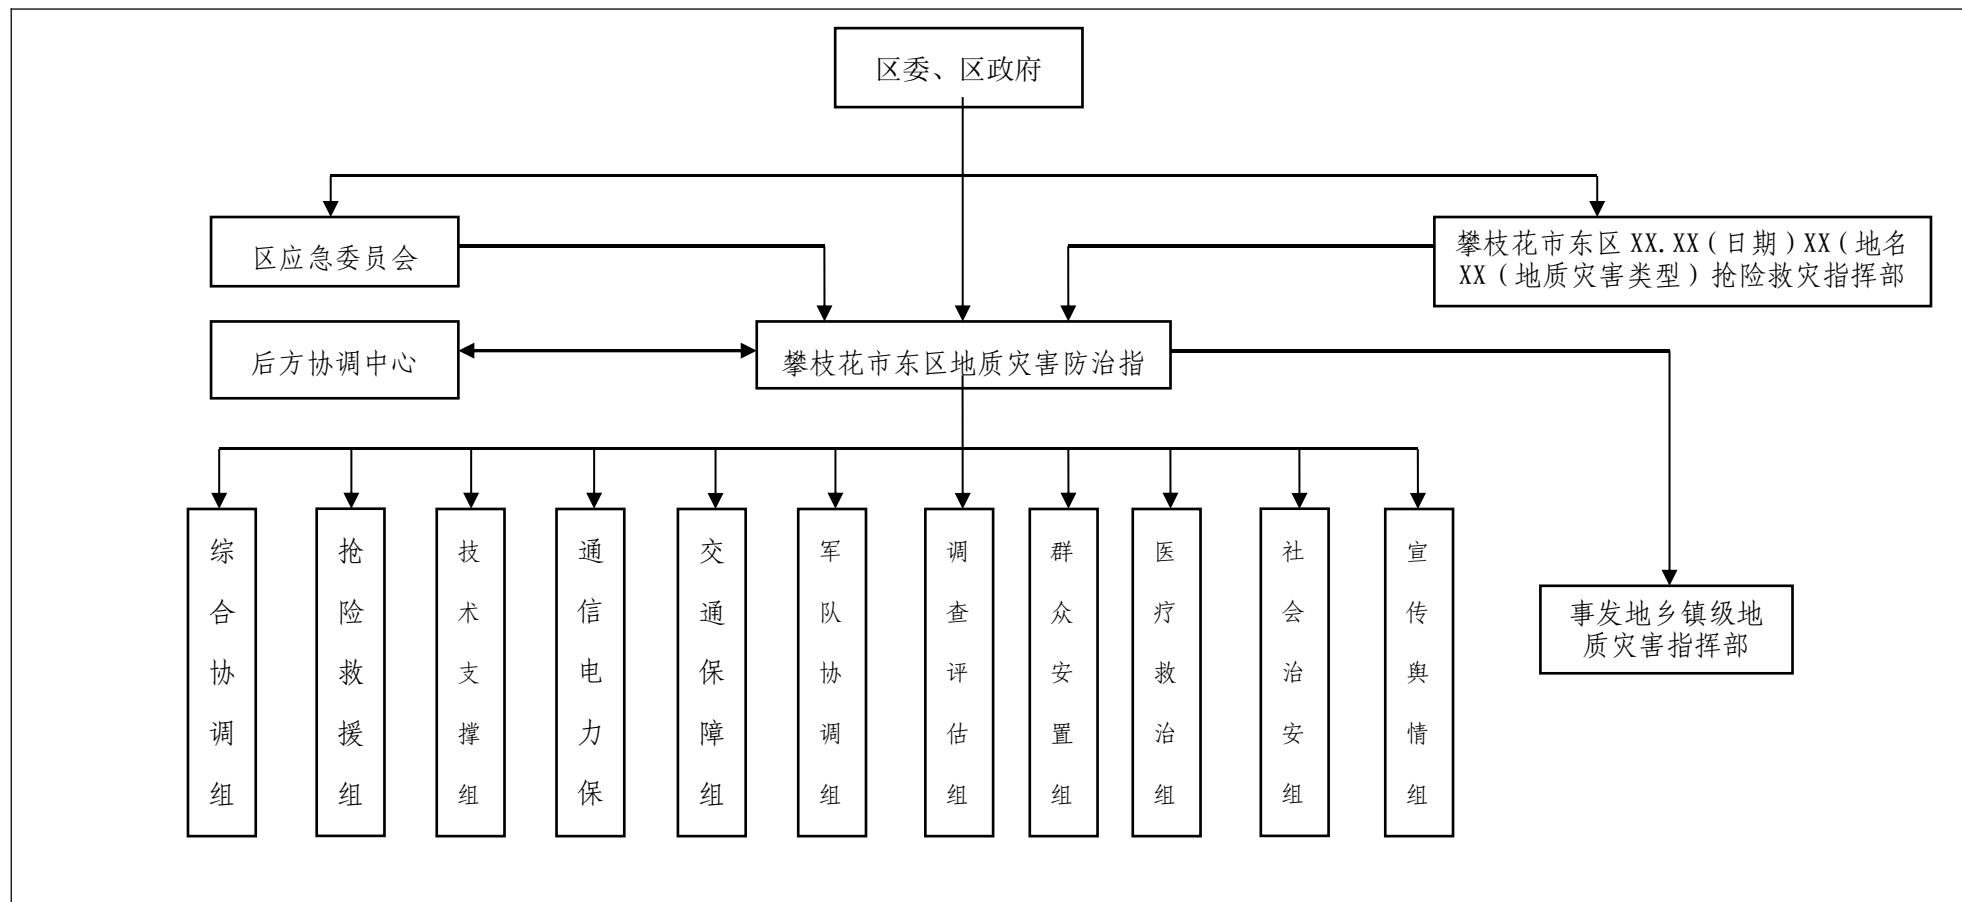 区委、区政府
区应急委员会
攀枝花市东区 XX.XX（日期）XX（地名
XX（地质灾害类型）抢险救灾指挥部
后方协调中心
攀枝花市东区地质灾害防治指
综合协调组
抢险救援组
技术支撑组
通信电力保
交通保障组
军队协调组
调查评估组
群众安置组
医疗救治组
社会治安组
宣传舆情组
事发地乡镇级地
质灾害指挥部